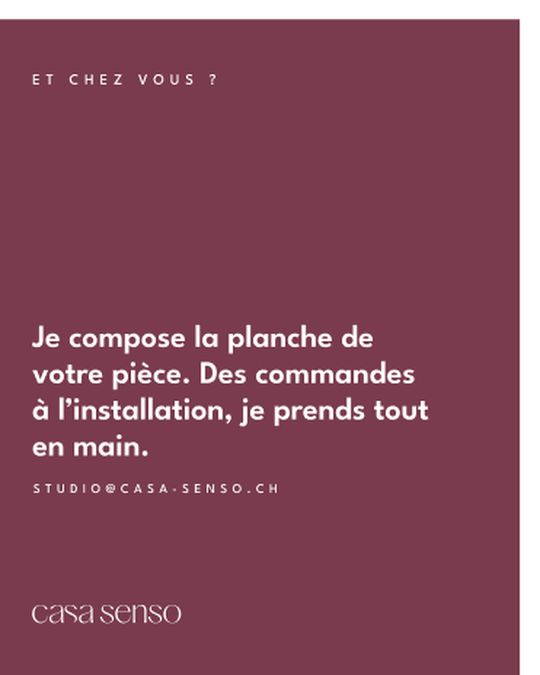 ET CHEZ VOUS ?
Je compose la planche de
votre pièce. Des commandes
à l’installation, je prends tout
en main.
STUDIO@CASA-SENSO.CH
casa senso